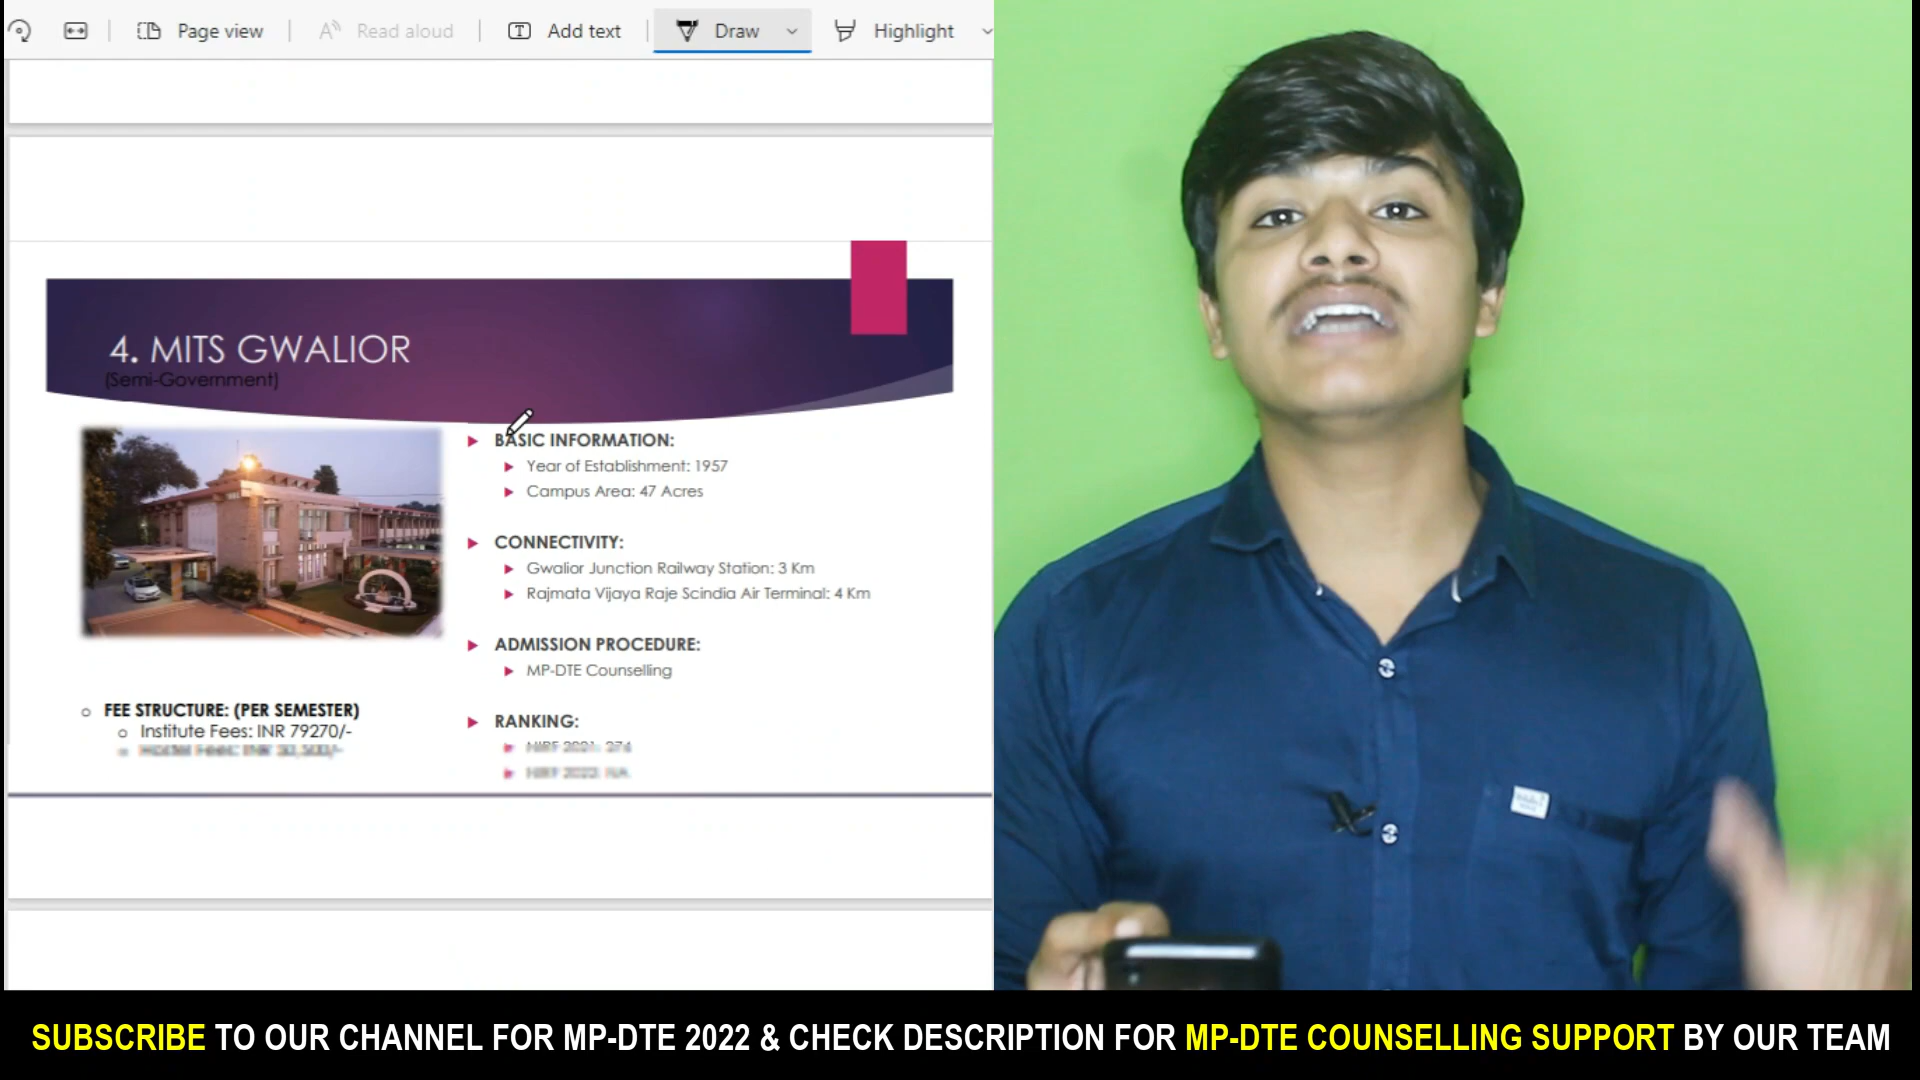 Page view
Read aloud
Add text
Draw
Highlight
4. MITS GWALIOR
(Semi-Government)
BASIC INFORMATION:
Year of Establishment: 1957
Campus Area: 47 Acres
CONNECTIVITY:
Gwalior Junction Railway Station: 3 Km
Rajmata Vijaya Raje Scindia Air Terminal: 4 Km
ADMISSION PROCEDURE:
MP-DTE Counselling
RANKING:
FEE STRUCTURE: (PER SEMESTER)
Institute Fees: INR 79270/-
SUBSCRIBE TO OUR CHANNEL FOR MP-DTE 2022 & CHECK DESCRIPTION FOR MP-DTE COUNSELLING SUPPORT BY OUR TEAM